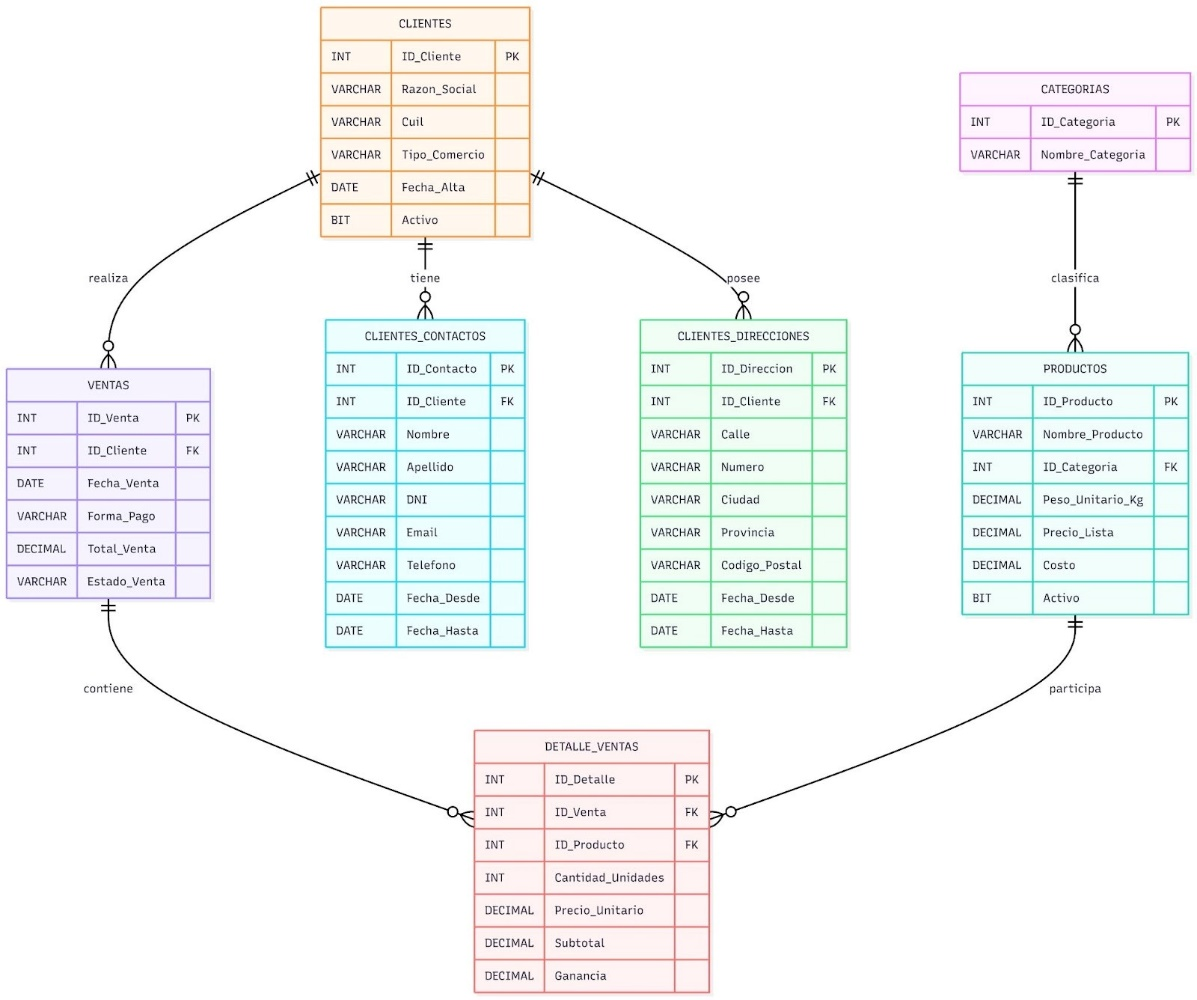 CLIENTES
INT ID_Cliente PK
VARCHAR Razon_Social
VARCHAR Cuil
VARCHAR Tipo_Comercio
DATE Fecha_Alta
BIT Activo
CATEGORIAS
INT ID_Categoria PK
VARCHAR Nombre_Categoria
realiza
tiene
posee
clasifica
VENTAS
INT ID_Venta PK
INT ID_Cliente FK
DATE Fecha_Venta
VARCHAR Forma_Pago
DECIMAL Total_Venta
VARCHAR Estado_Venta
CLIENTES_CONTACTOS
INT ID_Contacto PK
INT ID_Cliente FK
VARCHAR Nombre
VARCHAR Apellido
VARCHAR DNI
VARCHAR Email
VARCHAR Telefono
DATE Fecha_Desde
DATE Fecha_Hasta
CLIENTES_DIRECCIONES
INT ID_Direccion PK
INT ID_Cliente FK
VARCHAR Calle
VARCHAR Numero
VARCHAR Ciudad
VARCHAR Provincia
VARCHAR Codigo_Postal
DATE Fecha_Desde
DATE Fecha_Hasta
PRODUCTOS
INT ID_Producto PK
VARCHAR Nombre_Producto
INT ID_Categoria FK
DECIMAL Peso_Unitario_Kg
DECIMAL Precio_Lista
DECIMAL Costo
BIT Activo
contiene
participa
DETALLE_VENTAS
INT ID_Detalle PK
INT ID_Venta FK
INT ID_Producto FK
INT Cantidad_Unidades
DECIMAL Precio_Unitario
DECIMAL Subtotal
DECIMAL Ganancia